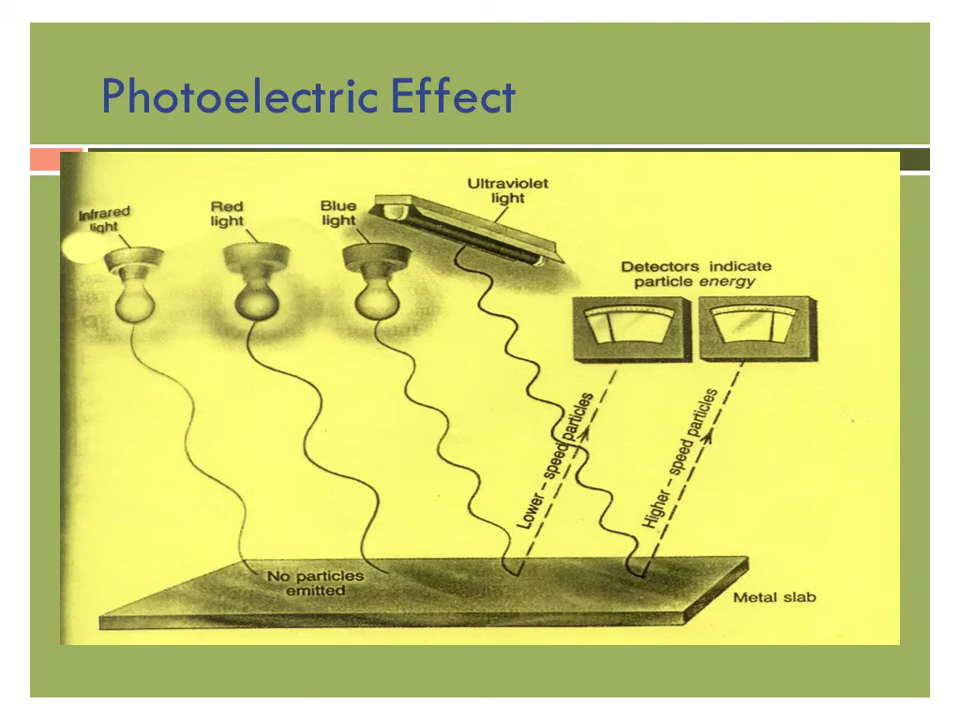 Photoelectric Effect
Infrared
light
Red
light
Blue
light
Ultraviolet
light
Detectors indicate
particle energy
Lower – speed particles
Higher – speed particles
No particles
emitted
Metal slab